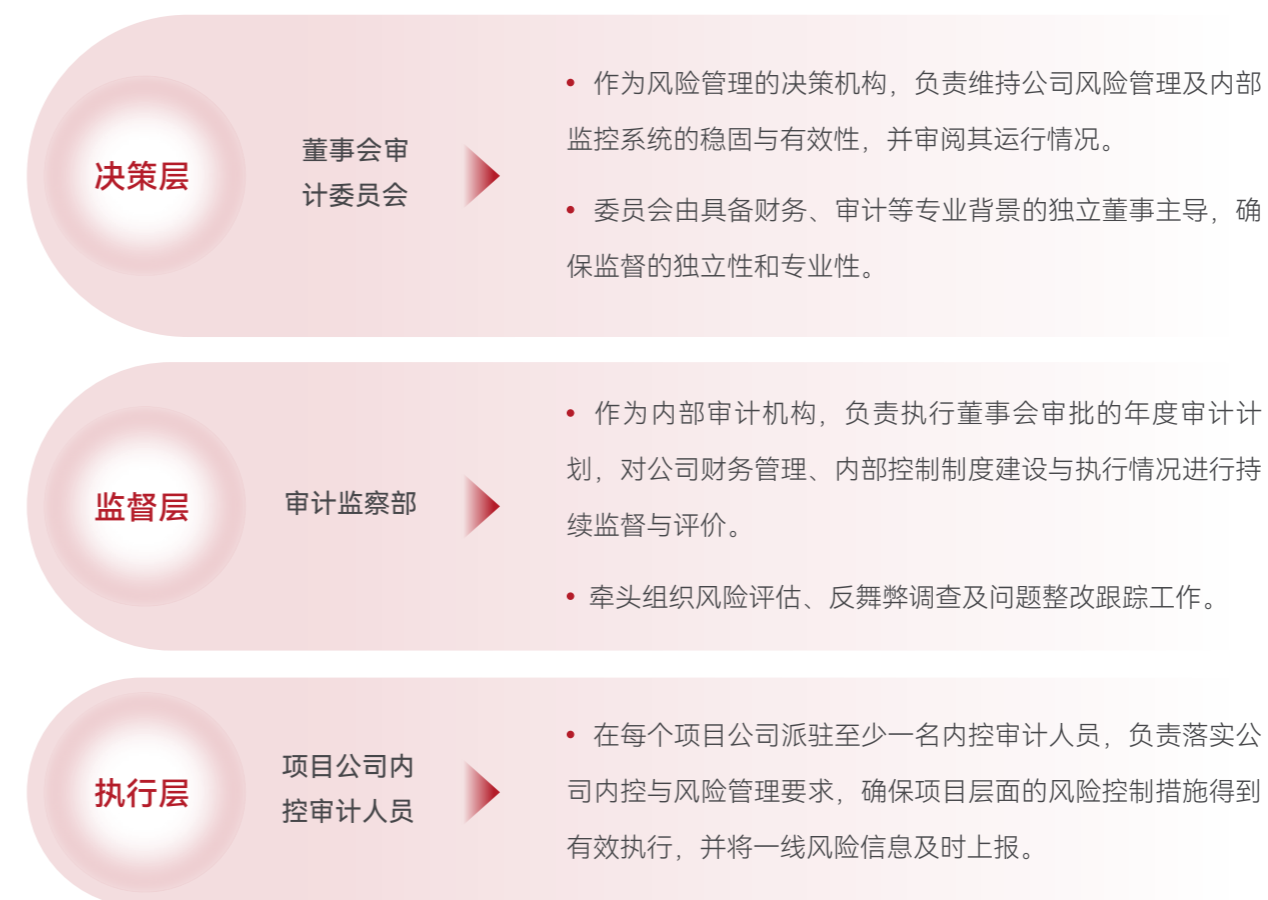 决策层
董事会审
计委员会
• 作为风险管理的决策机构，负责维持公司风险管理及内部
监控系统的稳固与有效性，并审阅其运行情况。
• 委员会由具备财务、审计等专业背景的独立董事主导，确
保监督的独立性和专业性。
监督层
审计监察部
• 作为内部审计机构，负责执行董事会审批的年度审计计
划，对公司财务管理、内部控制制度建设与执行情况进行持
续监督与评价。
• 牵头组织风险评估、反舞弊调查及问题整改跟踪工作。
执行层
项目公司内
控审计人员
• 在每个项目公司派驻至少一名内控审计人员，负责落实公
司内控与风险管理要求，确保项目层面的风险控制措施得到
有效执行，并将一线风险信息及时上报。